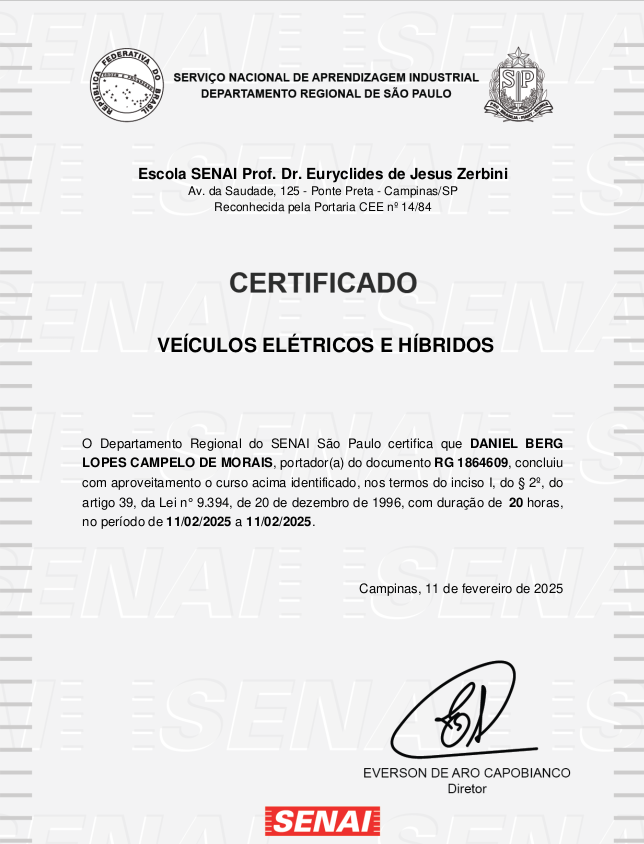 REPÚBLICA FEDERATIVA DO BRASIL
SERVIÇO NACIONAL DE APRENDIZAGEM INDUSTRIAL
DEPARTAMENTO REGIONAL DE SÃO PAULO
SP
Escola SENAI Prof. Dr. Euryclides de Jesus Zerbini
Av. da Saudade, 125 - Ponte Preta - Campinas/SP
Reconhecida pela Portaria CEE nº 14/84
CERTIFICADO
VEÍCULOS ELÉTRICOS E HÍBRIDOS
O Departamento Regional do SENAI São Paulo certifica que DANIEL BERG
LOPES CAMPELO DE MORAIS, portador(a) do documento RG 1864609, concluiu
com aproveitamento o curso acima identificado, nos termos do inciso I, do § 2º, do
artigo 39, da Lei n° 9.394, de 20 de dezembro de 1996, com duração de 20 horas,
no período de 11/02/2025 a 11/02/2025.
Campinas, 11 de fevereiro de 2025
EVERSON DE ARO CAPOBIANCO
Diretor
SENAI